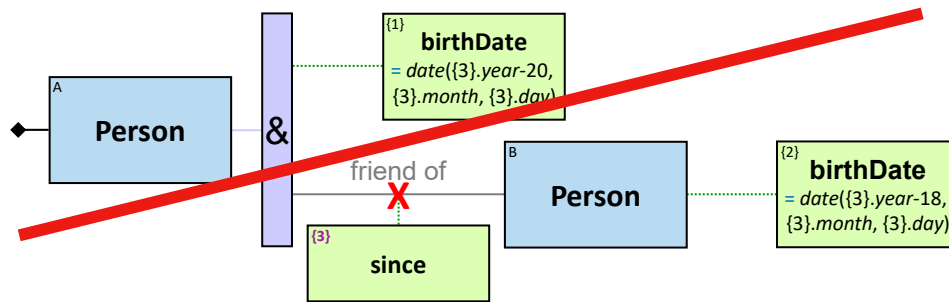 {1}
birthDate
= date({3}.year-20,
{3}.month, {3}.day)
A
Person
&
friend of
X
B
Person
{2}
birthDate
= date({3}.year-18,
{3}.month, {3}.day)
{3}
since